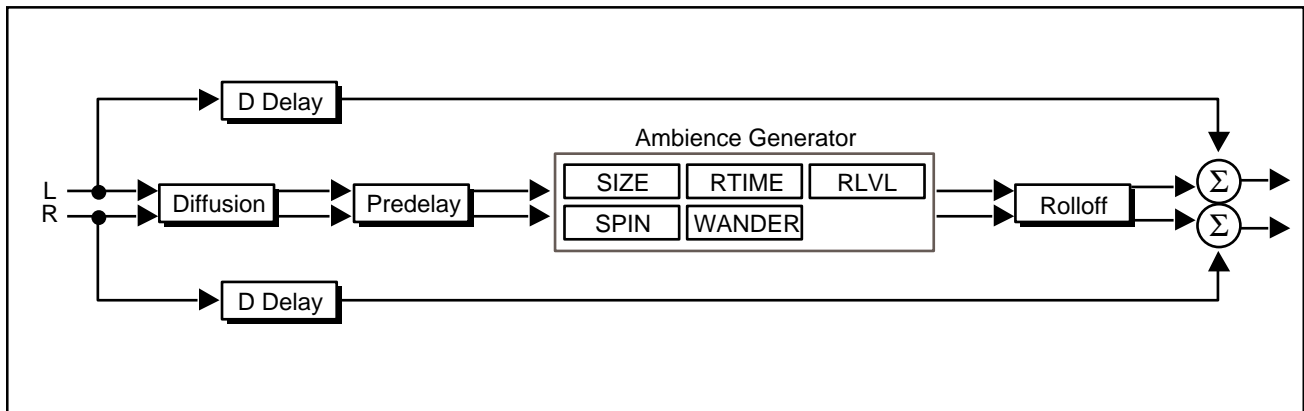 D Delay
Ambience Generator
SIZE RTIME RLVL
L
R
Diffusion
Predelay
SPIN WANDER
Rolloff
Σ
Σ
D Delay